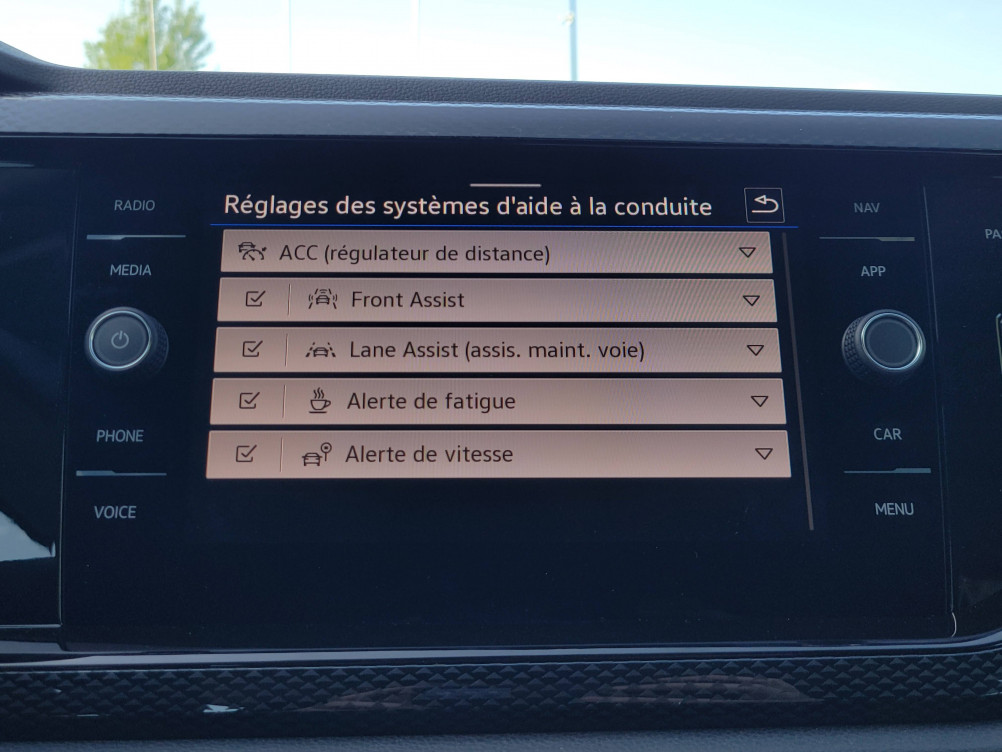 RADIO
MEDIA
PHONE
VOICE
Réglages des systèmes d'aide à la conduite
ACC (régulateur de distance)
Front Assist
Lane Assist (assis. maint. voie)
Alerte de fatigue
Alerte de vitesse
NAV
APP
CAR
MENU